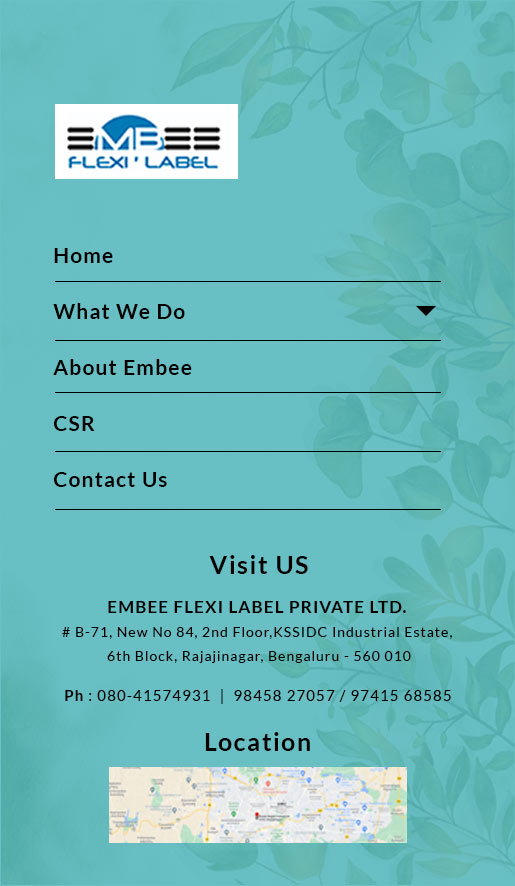 EMBEE
FLEXI ' LABEL
Home
What We Do
About Embee
CSR
Contact Us
Visit US
EMBEE FLEXI LABEL PRIVATE LTD.
# B-71, New No 84, 2nd Floor,KSSIDC Industrial Estate,
6th Block, Rajajinagar, Bengaluru - 560 010
Ph : 080-41574931 | 98458 27057 / 97415 68585
Location